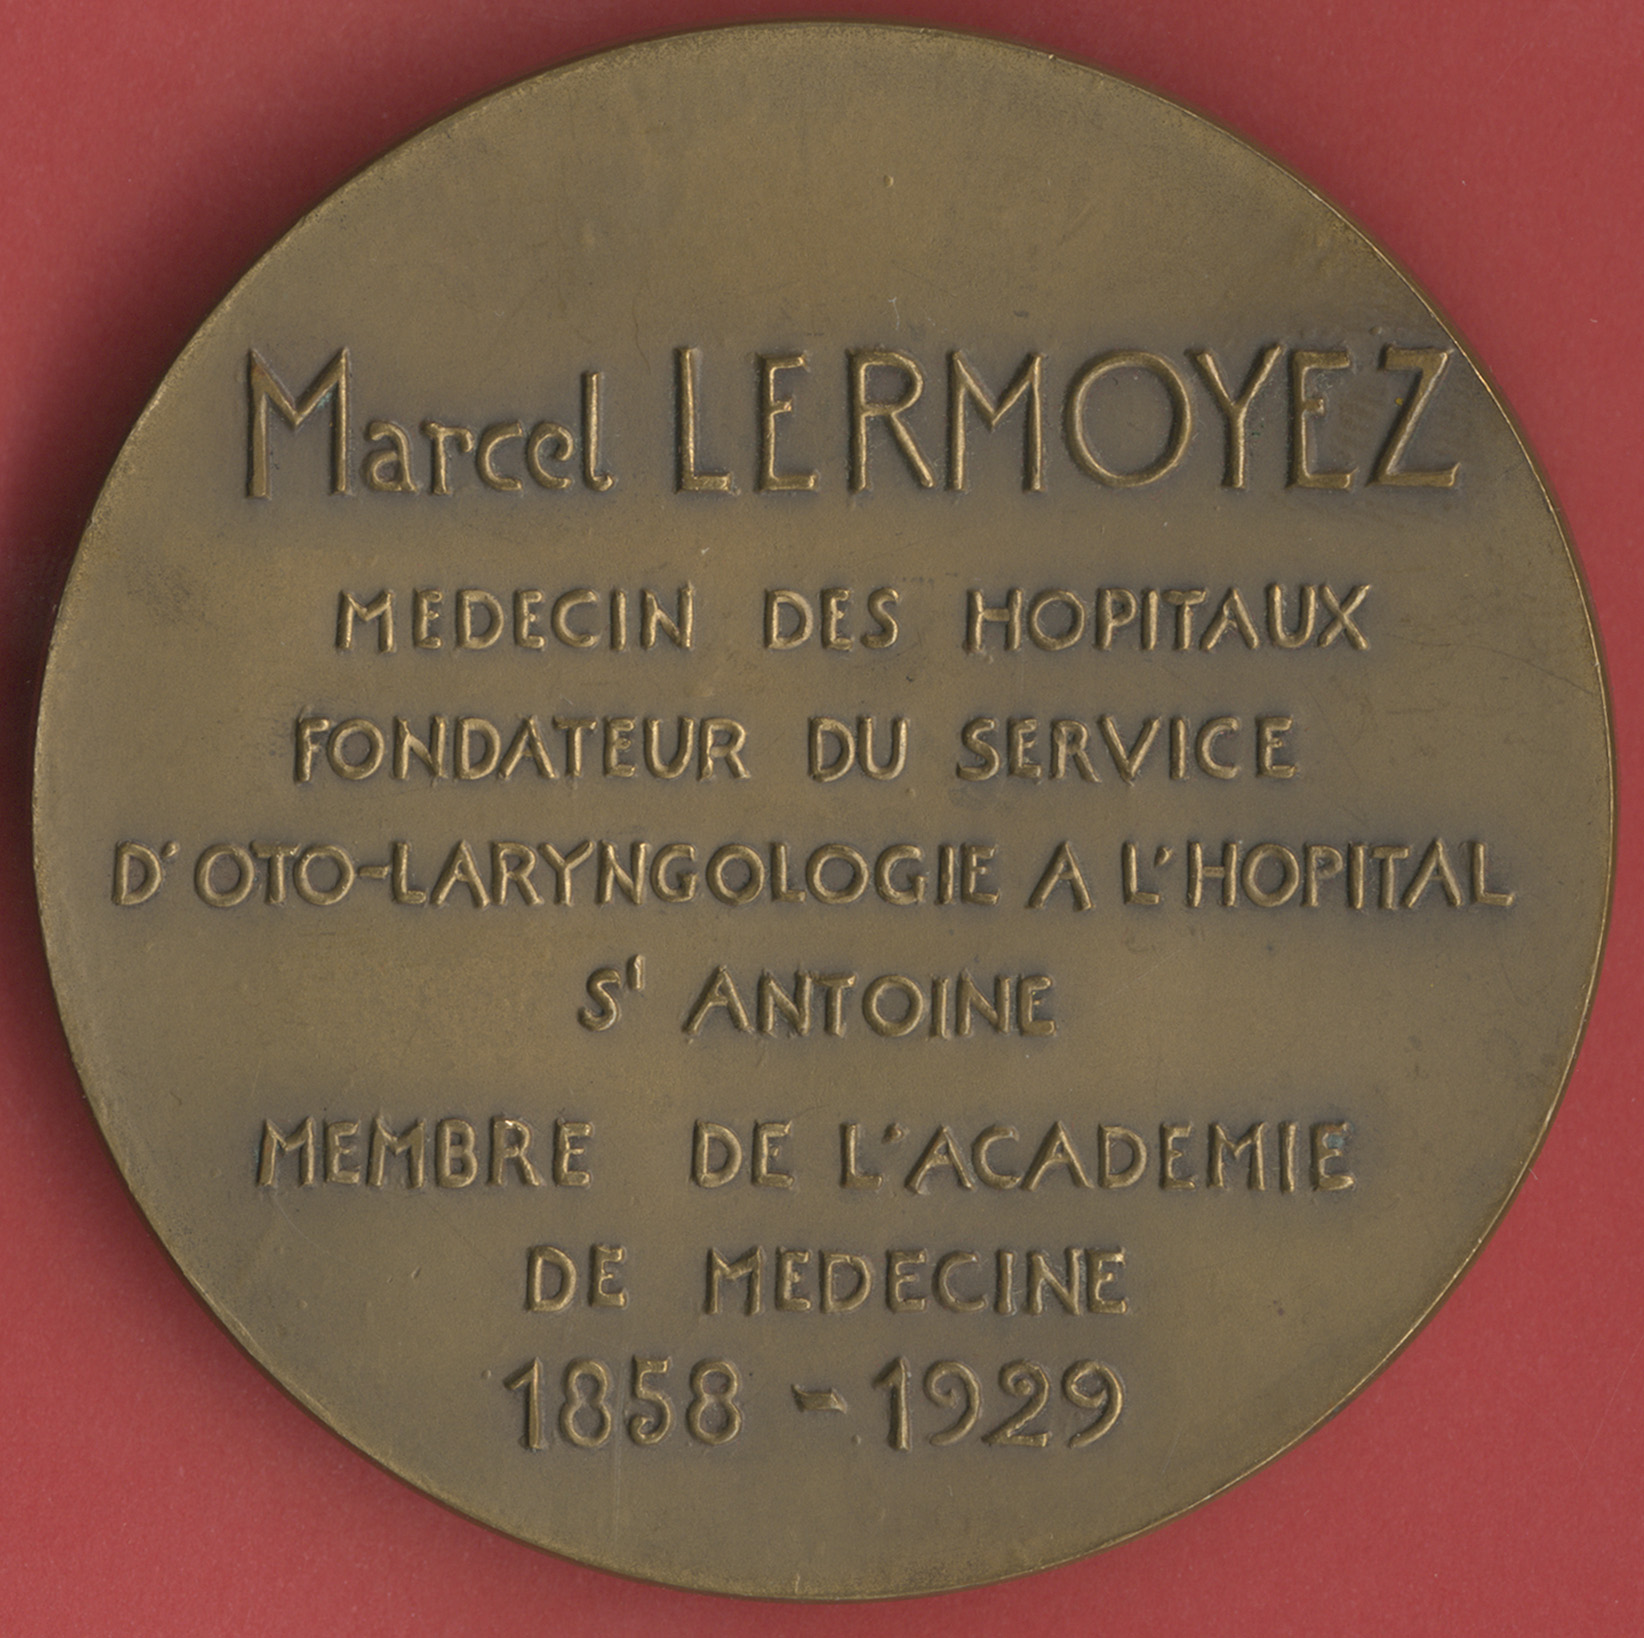 Marcel LERMOYEZ
MEDECIN DES HOPITAUX
FONDATEUR DU SERVICE
D'OTO-LARYNGOLOGIE A L'HOPITAL
S' ANTOINE
MEMBRE DE L'ACADEMIE
DE MEDECINE
1858 - 1929